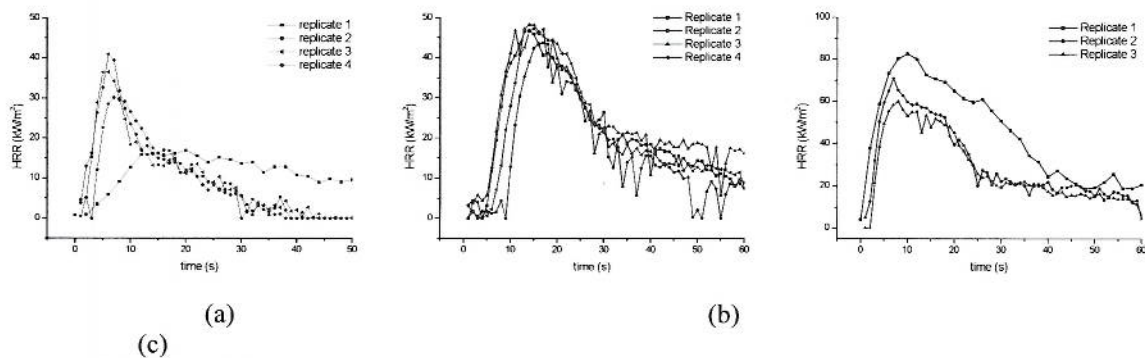 replicate 1
replicate 2
replicate 3
replicate 4
HRR (kW/m²)
50
40
30
20
10
0
0 10 20 30 40 50
time (s)
Replicate 1
Replicate 2
Replicate 3
Replicate 4
HRR (kW/m²)
50
40
30
20
10
0
0 10 20 30 40 50 60
time (s)
Replicate 1
Replicate 2
Replicate 3
HRR (kW/m²)
100
80
60
40
20
0
0 10 20 30 40 50 60
time (s)
(a) (b)
(c)